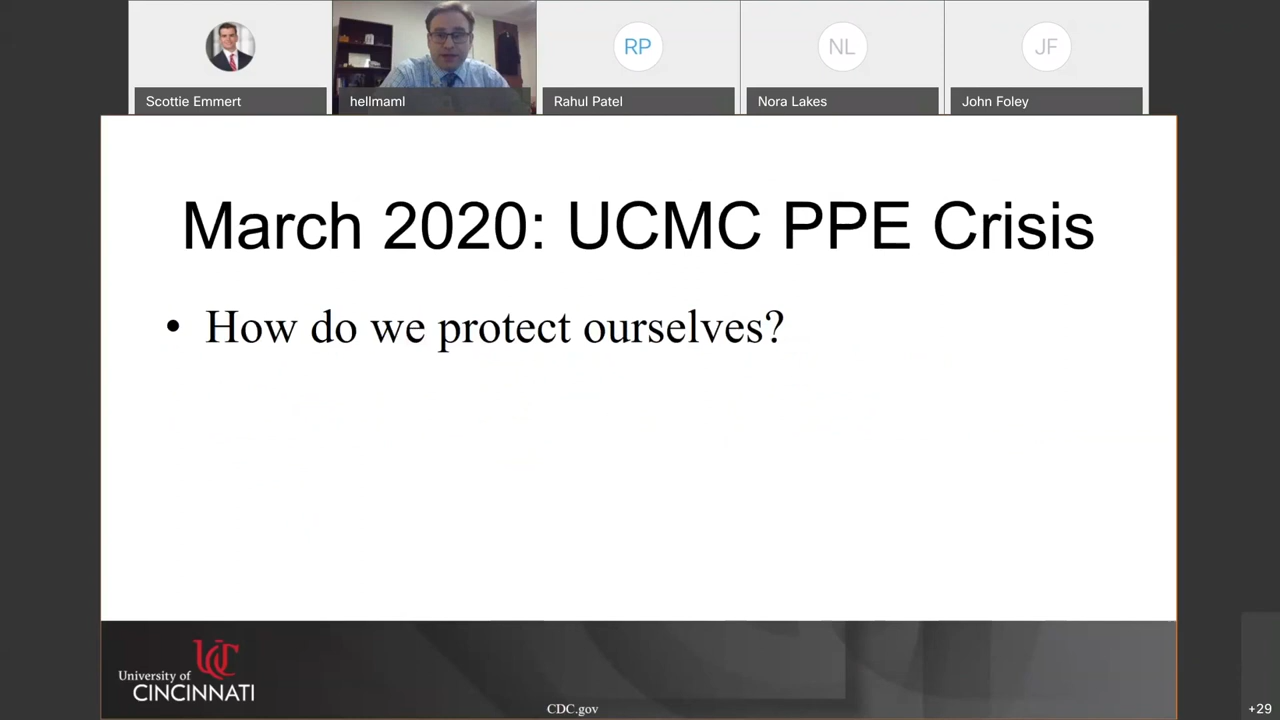 RP
NL
JF
Scottie Emmert
hellmaml
Rahul Patel
Nora Lakes
John Foley
March 2020: UCMC PPE Crisis
• How do we protect ourselves?
UC
University of
CINCINNATI
CDC.gov
+29